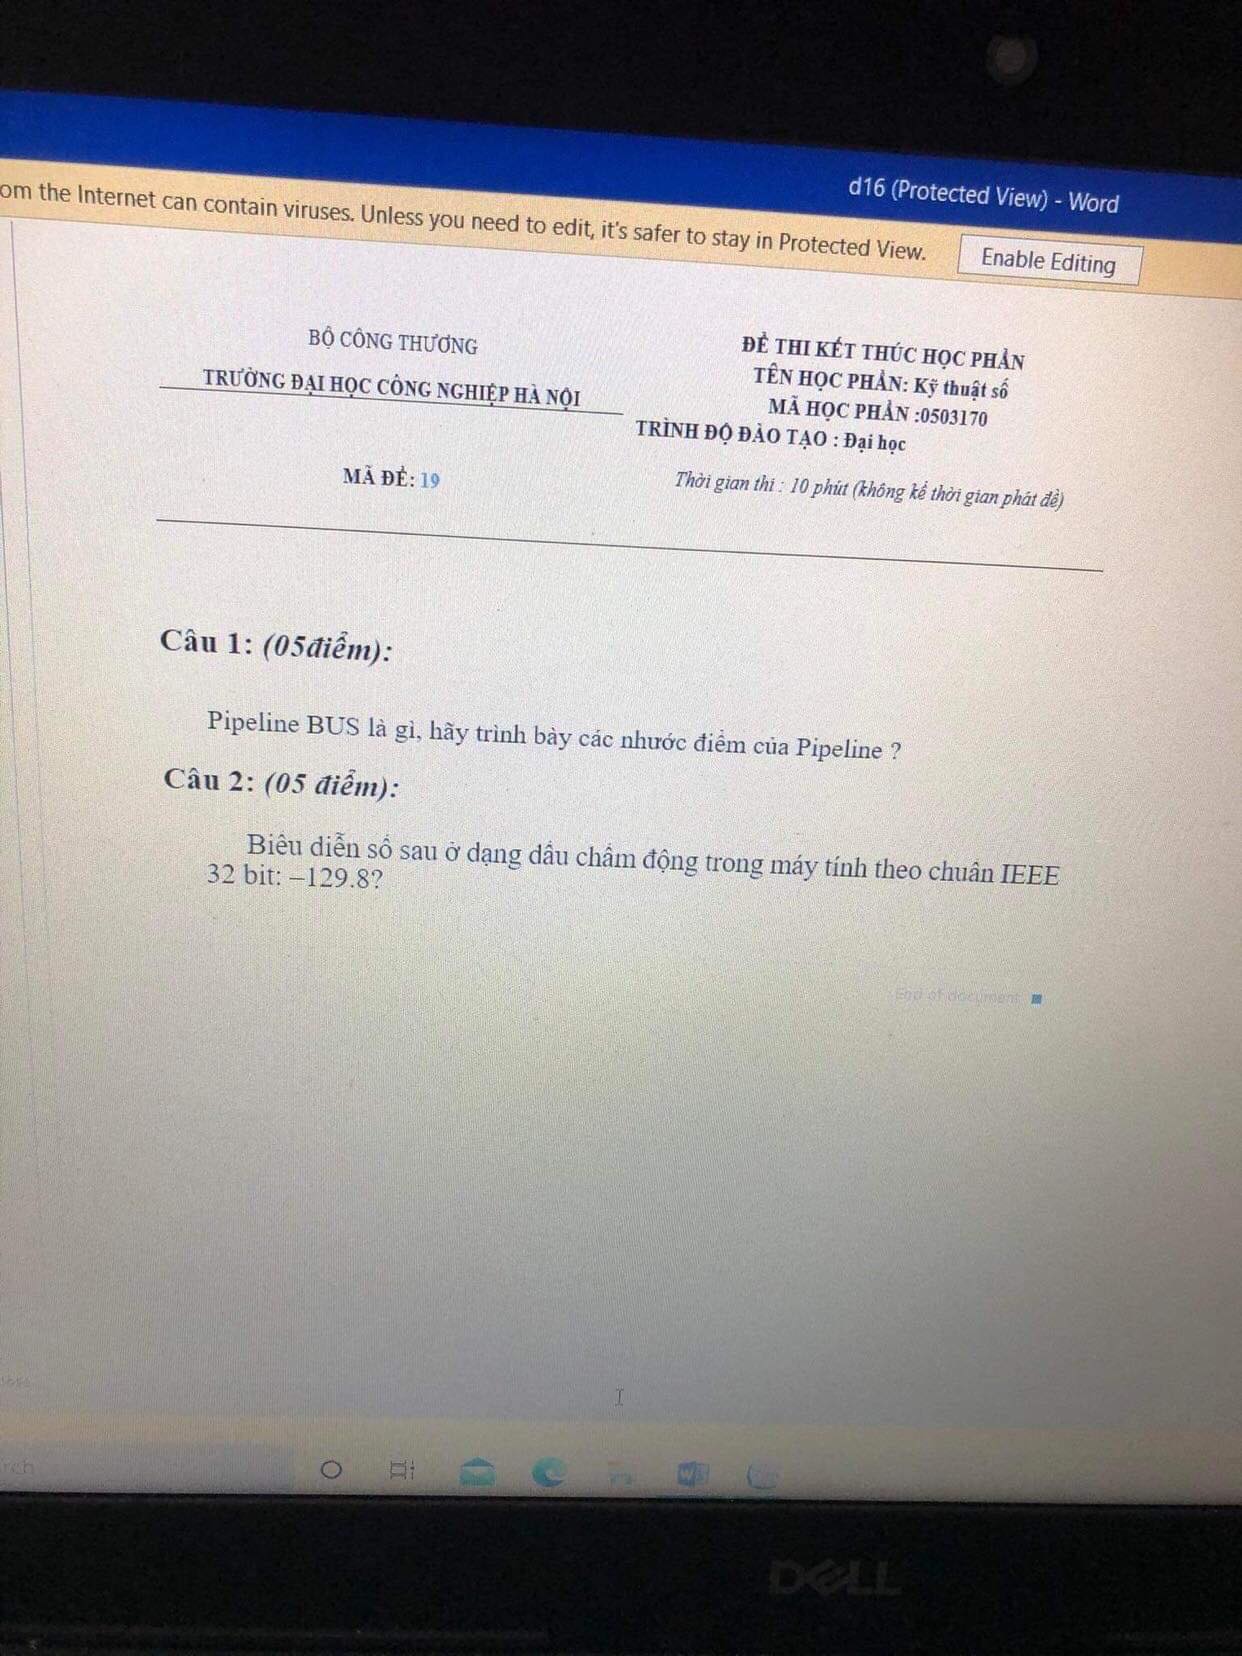 d16 (Protected View) - Word
om the Internet can contain viruses. Unless you need to edit, it's safer to stay in Protected View.
Enable Editing
BỘ CÔNG THƯƠNG
TRƯỜNG ĐẠI HỌC CÔNG NGHIỆP HÀ NỘI
MÃ ĐỀ: 19
ĐỀ THI KẾT THÚC HỌC PHẦN
TÊN HỌC PHẦN: Kỹ thuật số
MÃ HỌC PHẦN :0503170
TRÌNH ĐỘ ĐÀO TẠO : Đại học
Thời gian thi : 10 phút (không kể thời gian phát đề)
Câu 1: (05điểm):
Pipeline BUS là gì, hãy trình bày các nhước điểm của Pipeline ?
Câu 2: (05 điểm):
Biểu diễn số sau ở dạng dấu chấm động trong máy tính theo chuẩn IEEE
32 bit: –129.8?
End of document
rch
DELL